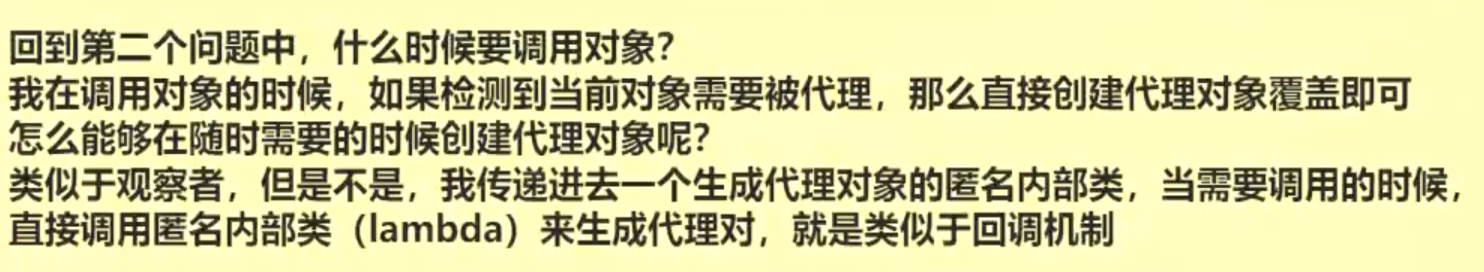 回到第二个问题中，什么时候要调用对象？
我在调用对象的时候，如果检测到当前对象需要被代理，那么直接创建代理对象覆盖即可
怎么能够在随时需要的时候创建代理对象呢？
类似于观察者，但是不是，我传递进去一个生成代理对象的匿名内部类，当需要调用的时候，
直接调用匿名内部类（lambda）来生成代理对，就是类似于回调机制